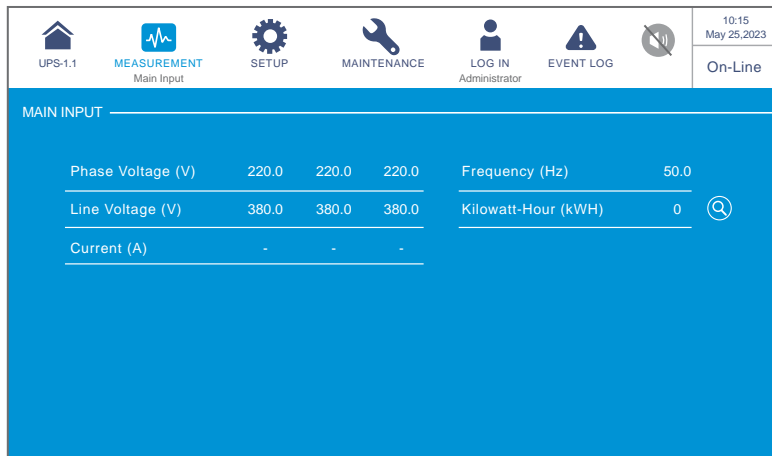 UPS-1.1
MEASUREMENT
Main Input
SETUP
MAINTENANCE
LOG IN
Administrator
EVENT LOG
10:15
May 25,2023
On-Line
MAIN INPUT
Phase Voltage (V) 220.0 220.0 220.0
Line Voltage (V) 380.0 380.0 380.0
Current (A) - - -
Frequency (Hz) 50.0
Kilowatt-Hour (kWH) 0